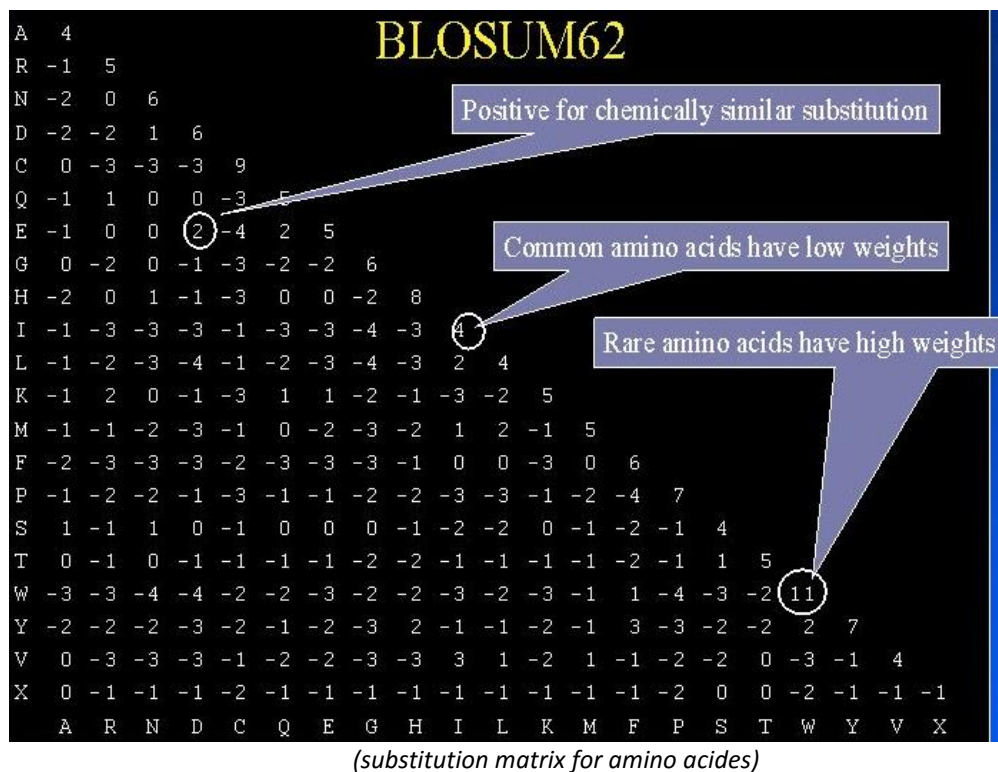 BLOSUM62
A 4
R -1 5
N -2 0 6
Positive for chemically similar substitution
D -2 -2 1 6
C 0 -3 -3 -3 9
Q -1 1 0 0 -3 5
E -1 0 0 2 -4 2 5
Common amino acids have low weights
G 0 -2 0 -1 -3 -2 -2 6
H -2 0 1 -1 -3 0 0 -2 8
I -1 -3 -3 -3 -1 -3 -3 -4 -3 4
Rare amino acids have high weights
L -1 -2 -3 -4 -1 -2 -3 -4 -3 2 4
K -1 2 0 -1 -3 1 1 -2 -1 -3 -2 5
M -1 -1 -2 -3 -1 0 -2 -3 -2 1 2 -1 5
F -2 -3 -3 -3 -2 -3 -3 -3 -1 0 0 -3 0 6
P -1 -2 -2 -1 -3 -1 -1 -2 -2 -3 -3 -1 -2 -4 7
S 1 -1 1 0 -1 0 0 0 -1 -2 -2 0 -1 -2 -1 4
T 0 -1 0 -1 -1 -1 -1 -2 -2 -1 -1 -1 -1 -2 -1 1 5
W -3 -3 -4 -4 -2 -2 -3 -2 -2 -3 -2 -3 -1 1 -4 -3 -2 11
Y -2 -2 -2 -3 -2 -1 -2 -3 2 -1 -1 -2 -1 3 -3 -2 -2 2 7
V 0 -3 -3 -3 -1 -2 -2 -3 -3 3 1 -2 1 -1 -2 -2 0 -3 -1 4
X 0 -1 -1 -1 -2 -1 -1 -1 -1 -1 -1 -1 -1 -1 -2 0 0 -2 -1 -1 -1
A R N D C Q E G H I L K M F P S T W Y V X
(substitution matrix for amino acides)